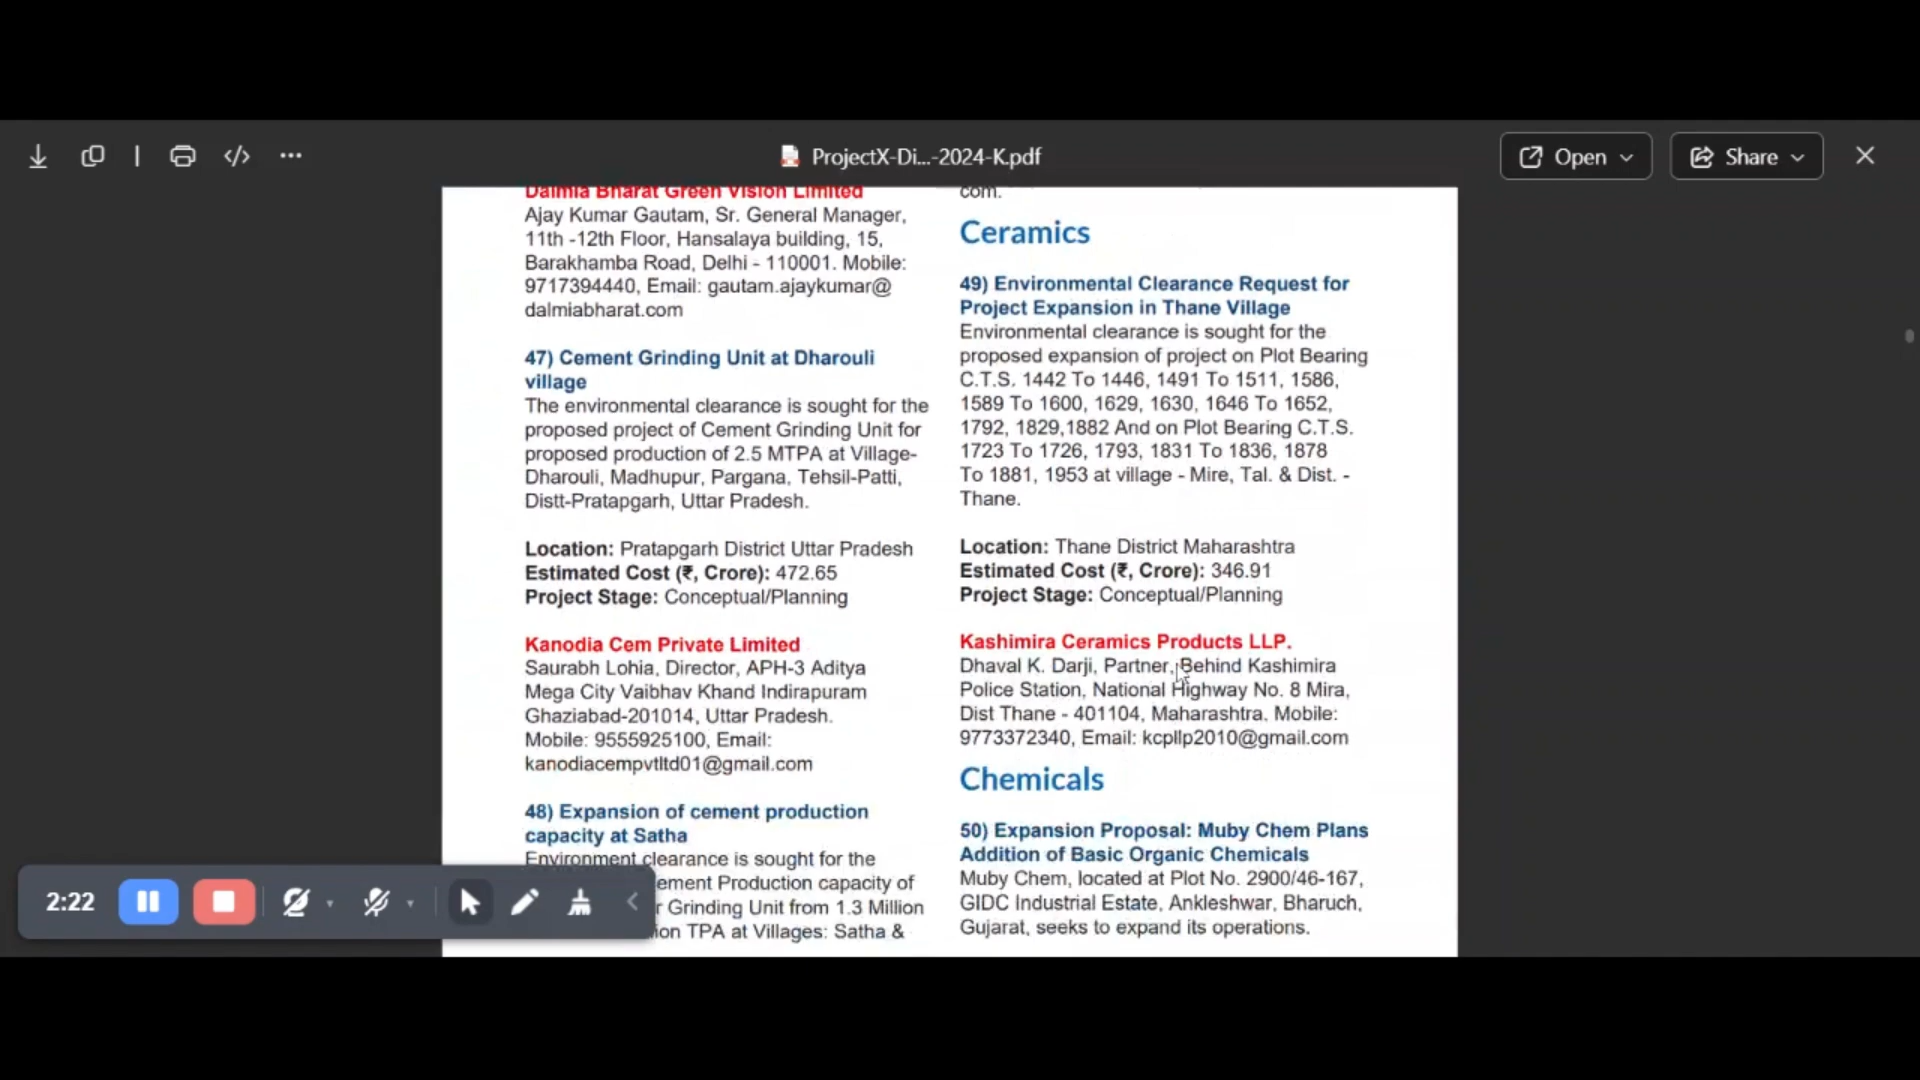 ProjectX-Di...-2024-K.pdf
Open
Share
Dalmia Bharat Green Vision Limited
Ajay Kumar Gautam, Sr. General Manager,
11th -12th Floor, Hansalaya building, 15,
Barakhamba Road, Delhi - 110001. Mobile:
9717394440, Email: gautam.ajaykumar@
dalmiabharat.com
47) Cement Grinding Unit at Dharouli
village
The environmental clearance is sought for the
proposed project of Cement Grinding Unit for
proposed production of 2.5 MTPA at Village-
Dharouli, Madhupur, Pargana, Tehsil-Patti,
Distt-Pratapgarh, Uttar Pradesh.
Location: Pratapgarh District Uttar Pradesh
Estimated Cost (₹, Crore): 472.65
Project Stage: Conceptual/Planning
Kanodia Cem Private Limited
Saurabh Lohia, Director, APH-3 Aditya
Mega City Vaibhav Khand Indirapuram
Ghaziabad-201014, Uttar Pradesh.
Mobile: 9555925100, Email:
kanodiacempvtltd01@gmail.com
48) Expansion of cement production
capacity at Satha
Environment clearance is sought for the
ement Production capacity of
r Grinding Unit from 1.3 Million
ion TPA at Villages: Satha &
com.
Ceramics
49) Environmental Clearance Request for
Project Expansion in Thane Village
Environmental clearance is sought for the
proposed expansion of project on Plot Bearing
C.T.S. 1442 To 1446, 1491 To 1511, 1586,
1589 To 1600, 1629, 1630, 1646 To 1652,
1792, 1829,1882 And on Plot Bearing C.T.S.
1723 To 1726, 1793, 1831 To 1836, 1878
To 1881, 1953 at village - Mire, Tal. & Dist. -
Thane.
Location: Thane District Maharashtra
Estimated Cost (₹, Crore): 346.91
Project Stage: Conceptual/Planning
Kashimira Ceramics Products LLP.
Dhaval K. Darji, Partner, Behind Kashimira
Police Station, National Highway No. 8 Mira,
Dist Thane - 401104, Maharashtra. Mobile:
9773372340, Email: kcpllp2010@gmail.com
Chemicals
50) Expansion Proposal: Muby Chem Plans
Addition of Basic Organic Chemicals
Muby Chem, located at Plot No. 2900/46-167,
GIDC Industrial Estate, Ankleshwar, Bharuch,
Gujarat, seeks to expand its operations.
2:22